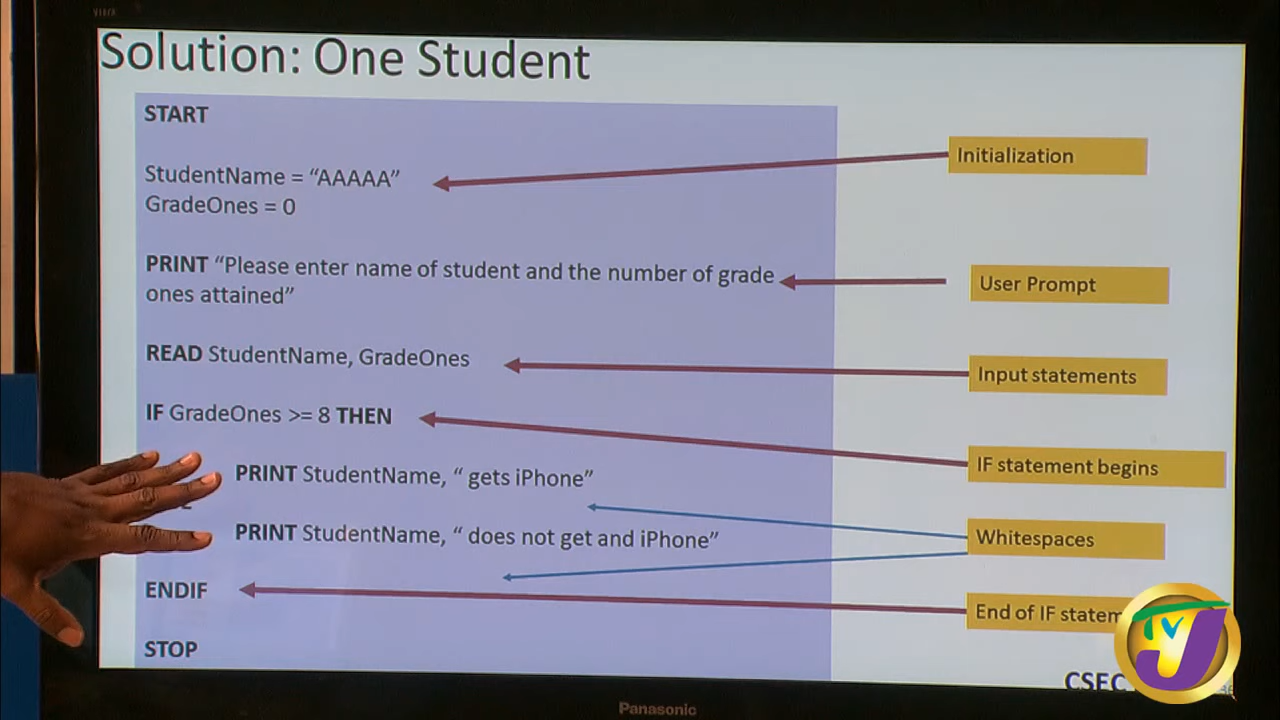 Solution: One Student
START
StudentName = "AAAAA"
Initialization
GradeOnes = 0
PRINT "Please enter name of student and the number of grade
ones attained"
User Prompt
READ StudentName, GradeOnes
Input statements
IF GradeOnes >= 8 THEN
IF statement begins
PRINT StudentName, " gets iPhone"
Whitespaces
PRINT StudentName, " does not get and iPhone"
ENDIF
End of IF statem
STOP
CSEC
TVJ
Panasonic